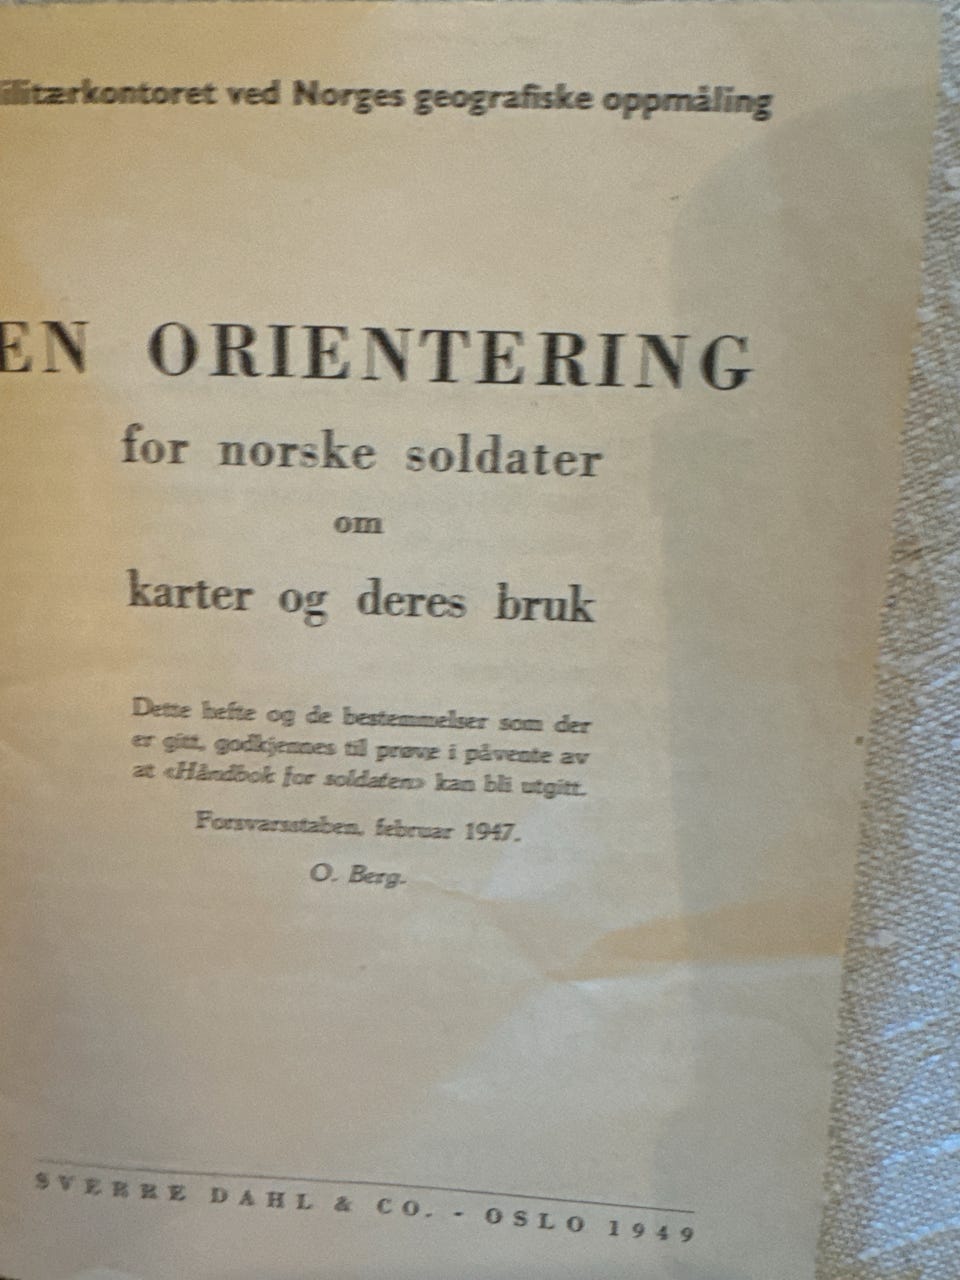 militærkontoret ved Norges geografiske oppmåling
EN ORIENTERING
for norske soldater
om
karter og deres bruk
Dette hefte og de bestemmelser som der
er gitt, godkjennes til prøve i påvente av
at «Håndbok for soldaten» kan bli utgitt.
Forsvarsstaben, februar 1947.
O. Berg.
SVERRE DAHL & CO. - OSLO 1949